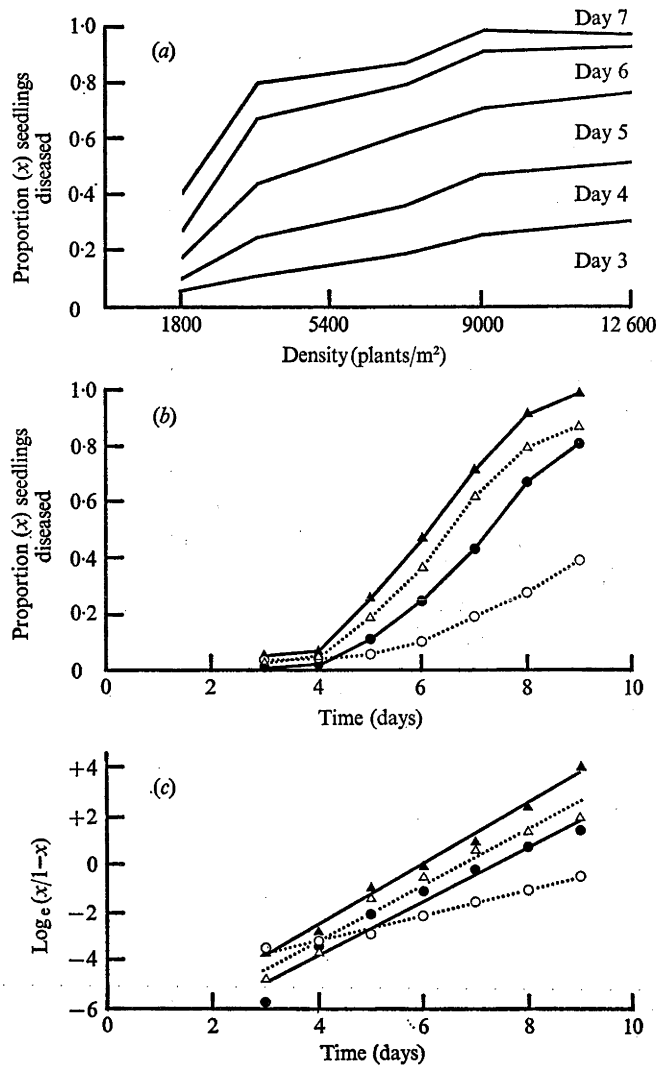 (a)
Proportion (x) seedlings
diseased
1·0
0·8
0·6
0·4
0·2
0
Day 7
Day 6
Day 5
Day 4
Day 3
1800 5400 9000 12 600
Density (plants/m²)
(b)
Proportion (x) seedlings
diseased
1·0
0·8
0·6
0·4
0·2
0
0 2 4 6 8 10
Time (days)
(c)
Log e (x/1−x)
+4
+2
0
−2
−4
−6
0 2 4 6 8 10
Time (days)